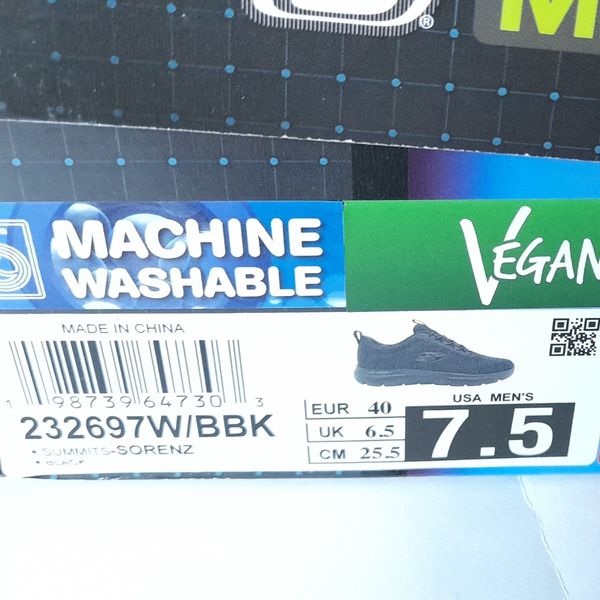 ®
M
MACHINE
WASHABLE
VEGAN
MADE IN CHINA
1 98739 64730 3
232697W/BBK
• SUMMITS-SORENZ
• BLACK
EUR 40
UK 6.5
CM 25.5
USA MEN'S
7.5